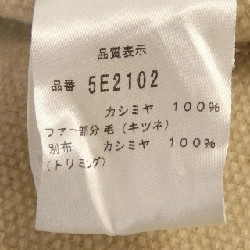 品質表示
品番 5E2102
カシミヤ 100%
ファー部分 毛(キツネ)
別布 カシミヤ 100%
(トリミング)